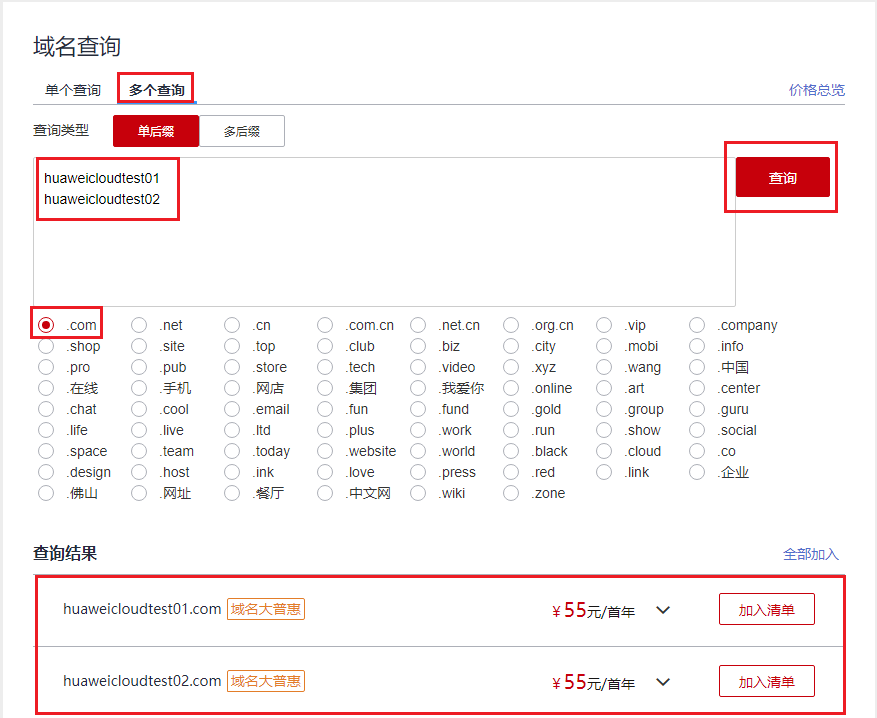 域名查询
单个查询 多个查询 价格总览
查询类型 单后缀 多后缀
huaweicloudtest01 查询
huaweicloudtest02
.com .net .cn .com.cn .net.cn .org.cn .vip .company
.shop .site .top .club .biz .city .mobi .info
.pro .pub .store .tech .video .xyz .wang .中国
.在线 .手机 .网店 .集团 .我爱你 .online .art .center
.chat .cool .email .fun .fund .gold .group .guru
.life .live .ltd .plus .work .run .show .social
.space .team .today .website .world .black .cloud .co
.design .host .ink .love .press .red .link .企业
.佛山 .网址 .餐厅 .中文网 .wiki .zone
查询结果 全部加入
huaweicloudtest01.com 域名大普惠 ¥55元/首年 加入清单
huaweicloudtest02.com 域名大普惠 ¥55元/首年 加入清单